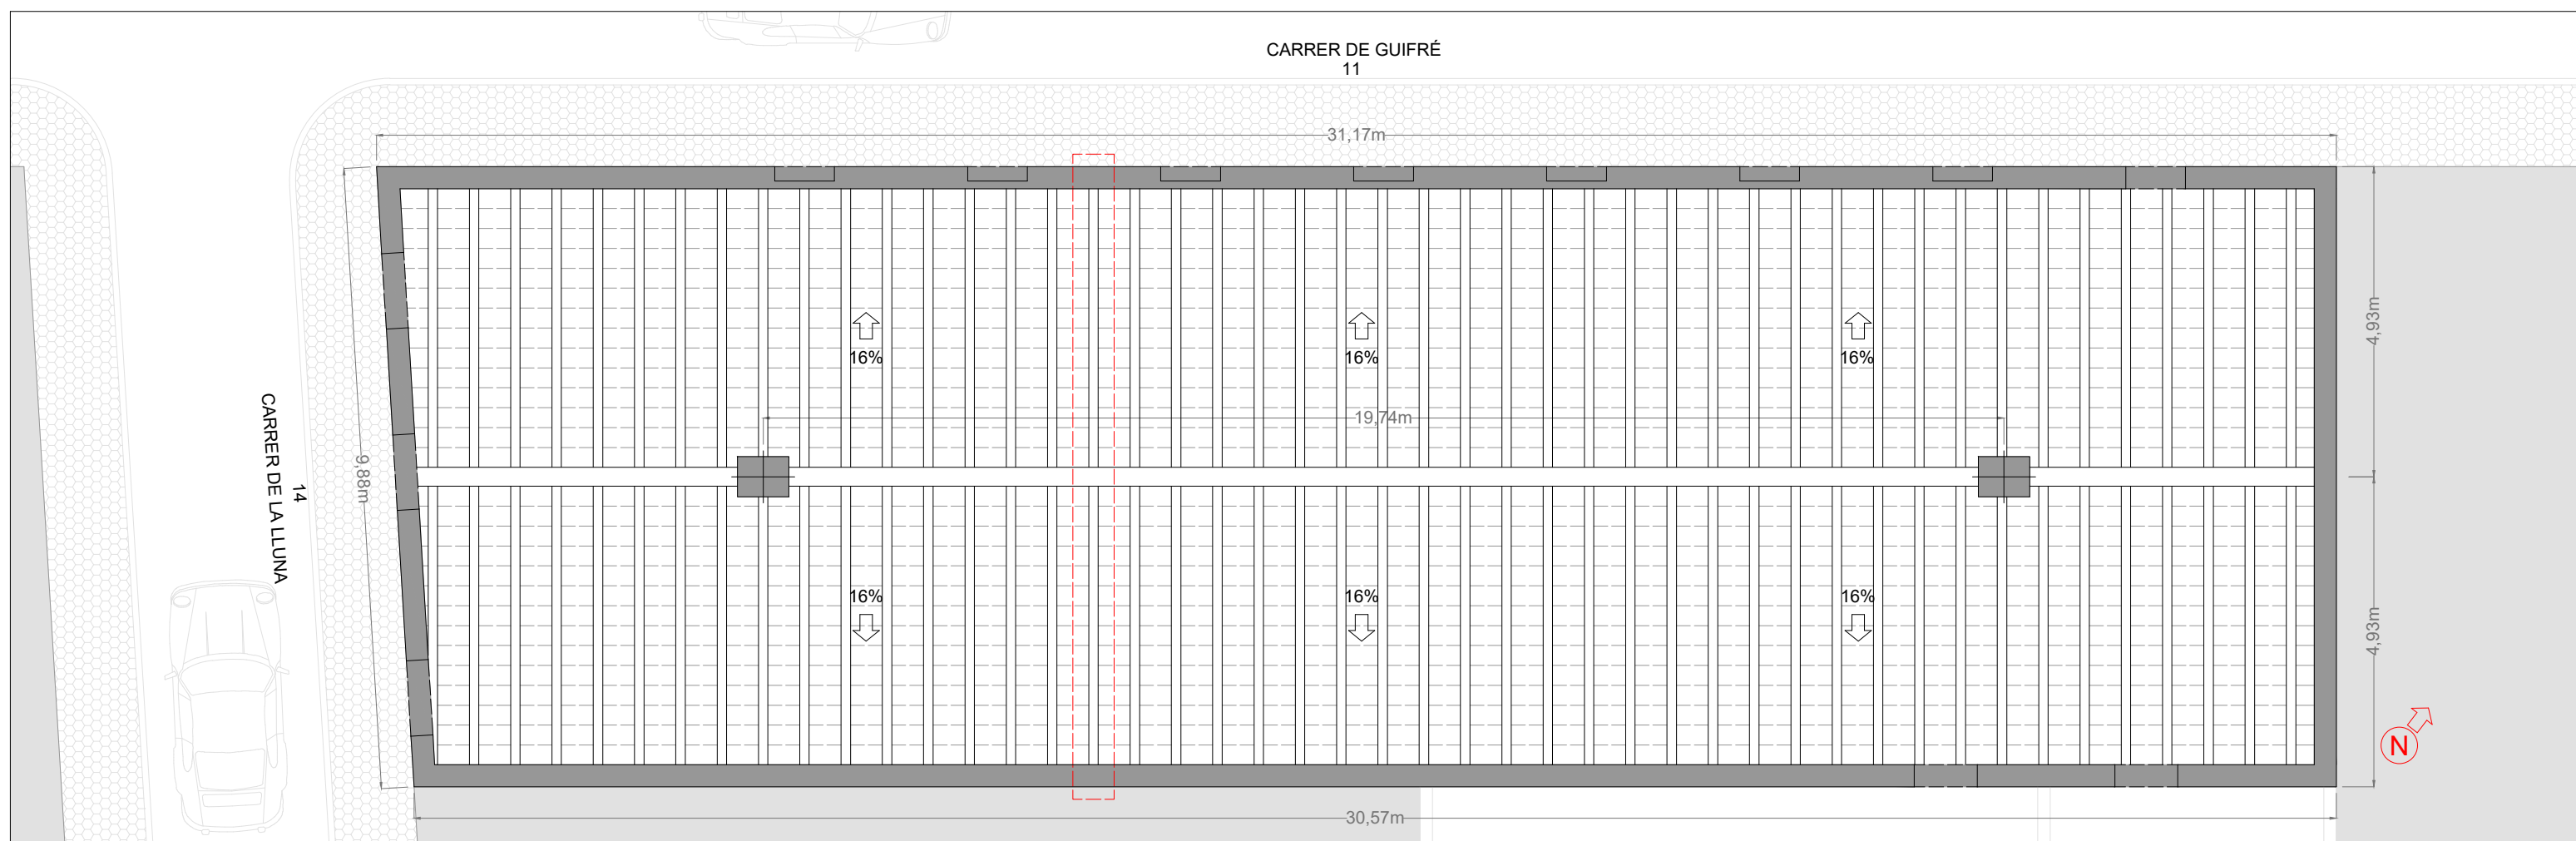 CARRER DE GUIFRÉ
11
31,17m
16%
16%
16%
4,93m
19,74m
CARRER DE LA LLUNA
14
9,88m
16%
16%
16%
4,93m
N
30,57m